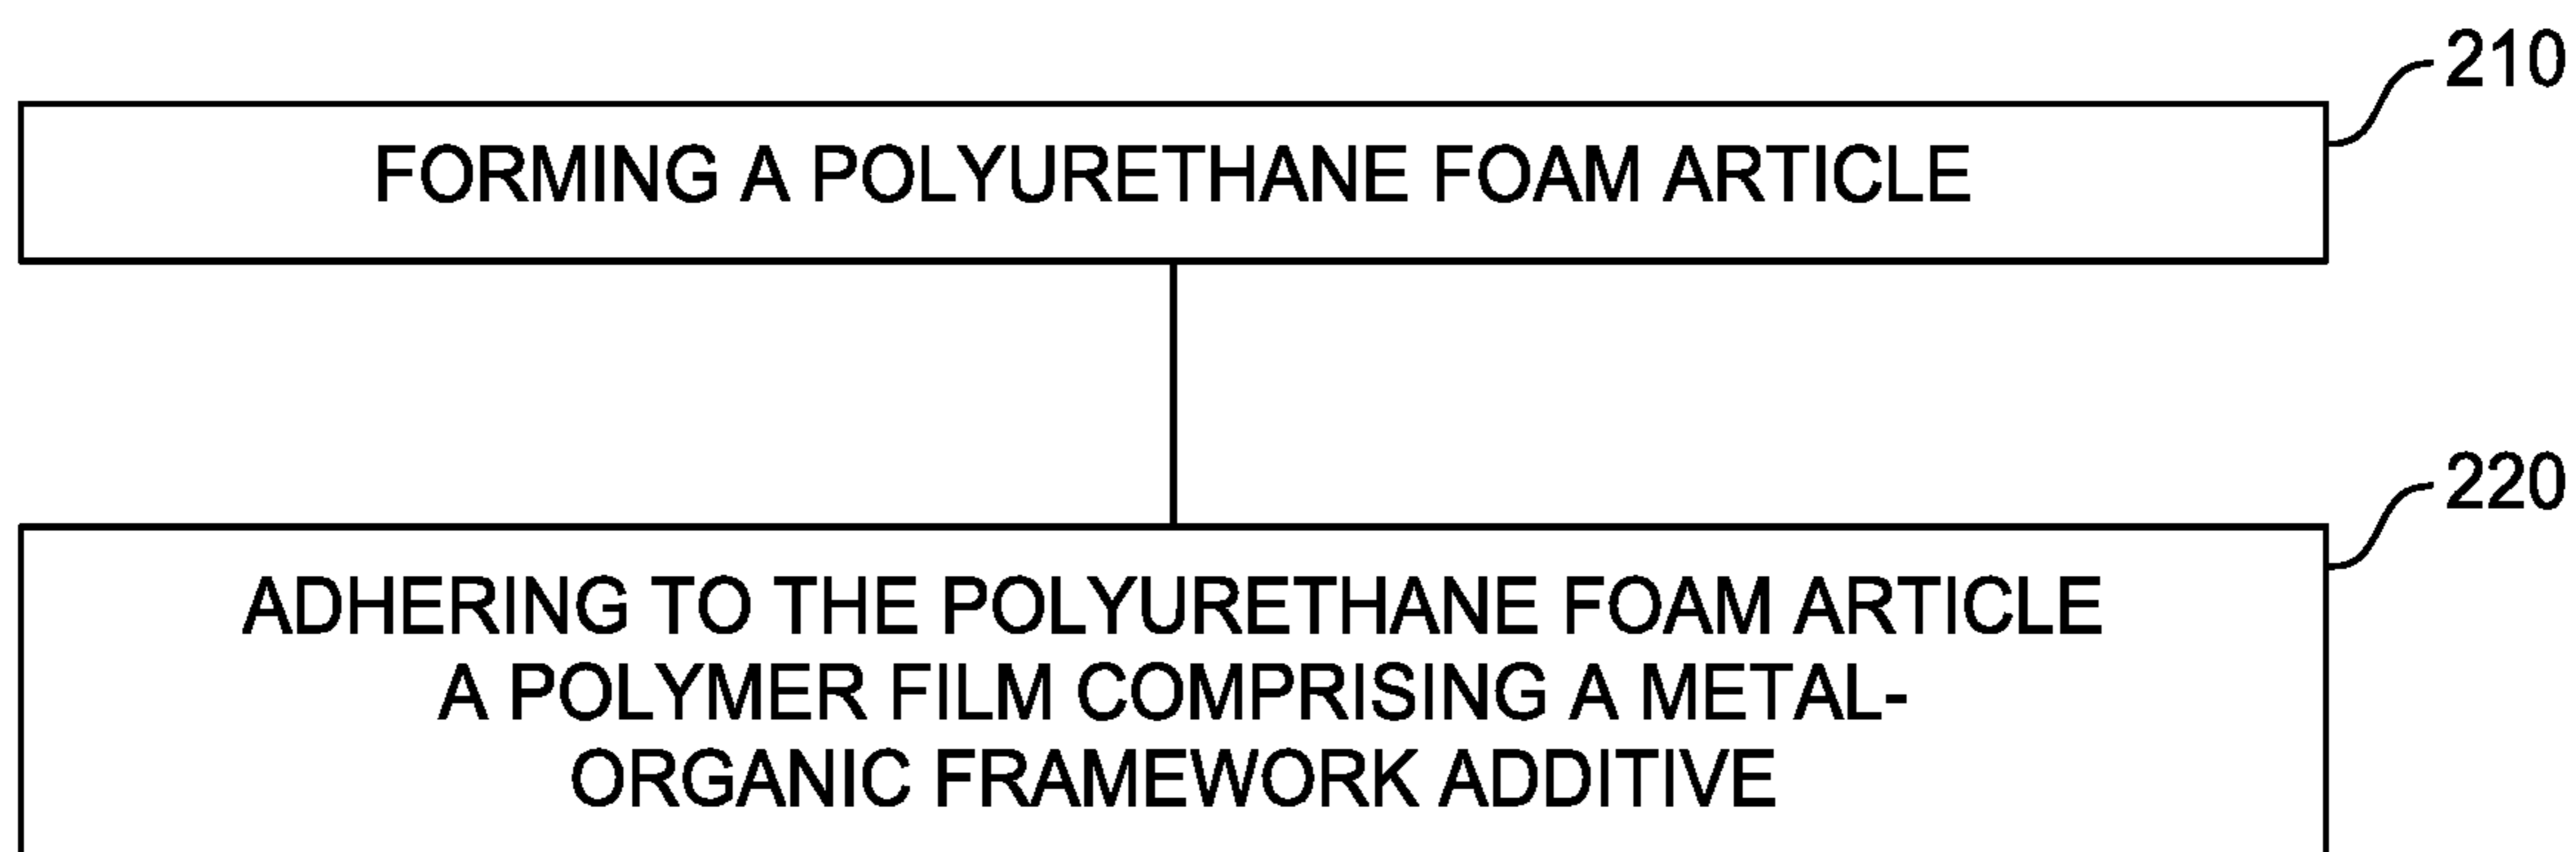 210
FORMING A POLYURETHANE FOAM ARTICLE
220
ADHERING TO THE POLYURETHANE FOAM ARTICLE
A POLYMER FILM COMPRISING A METAL-
ORGANIC FRAMEWORK ADDITIVE